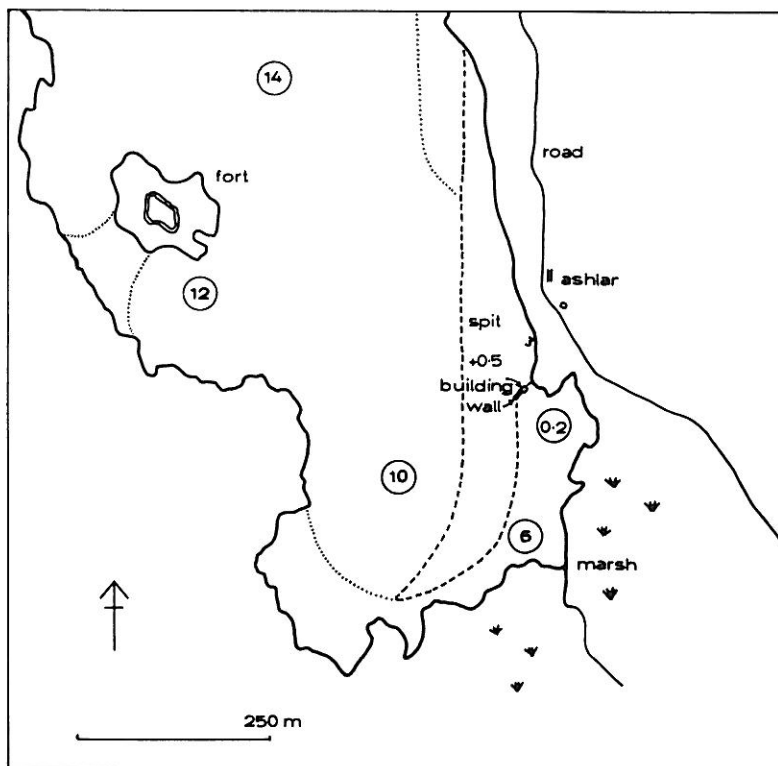 14
fort
road
12
ashlar
spit
+0·5
building
wall
0·2
10
6
marsh
250 m